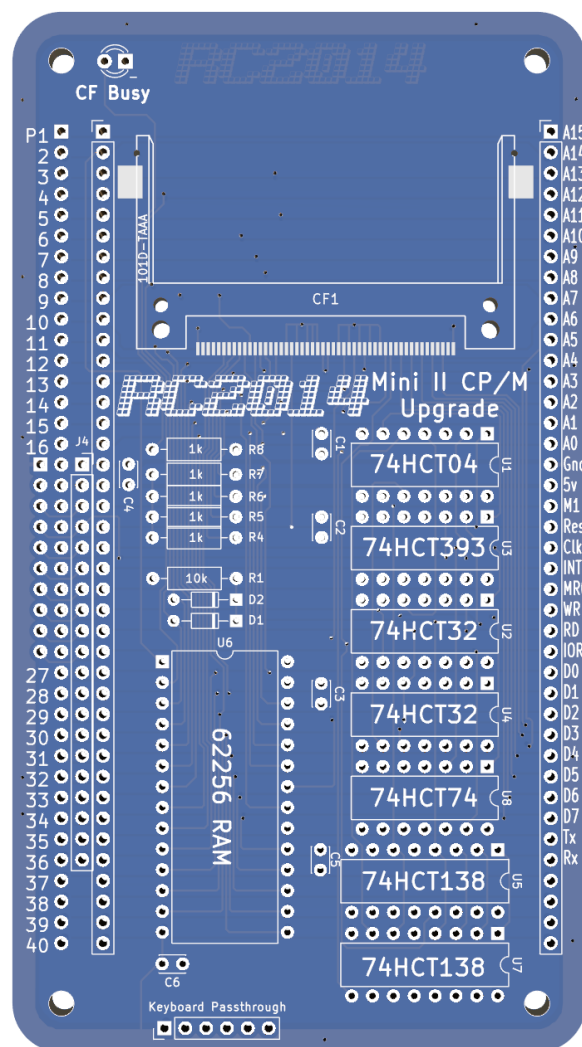 RC2014
CF Busy
P1
2
3
4
5
6
7
8
9
10
11
12
13
14
15
16
J4
27
28
29
30
31
32
33
34
35
36
37
38
39
40
101D-TAAA
CF1
RC2014
Mini II CP/M
Upgrade
1k R8
1k R7
1k R6
1k R5
1k R4
10k R1
D2
D1
C4
C1
C2
C3
C5
C6
U6
62256 RAM
74HCT04 U1
74HCT393 U3
74HCT32 U2
74HCT32 U4
74HCT74 U8
74HCT138 U5
74HCT138 U7
Keyboard Passthrough
A15
A14
A13
A12
A11
A10
A9
A8
A7
A6
A5
A4
A3
A2
A1
A0
Gnd
5v
M1
Res
Clk
INT
MR
WR
RD
IOR
D0
D1
D2
D3
D4
D5
D6
D7
Tx
Rx